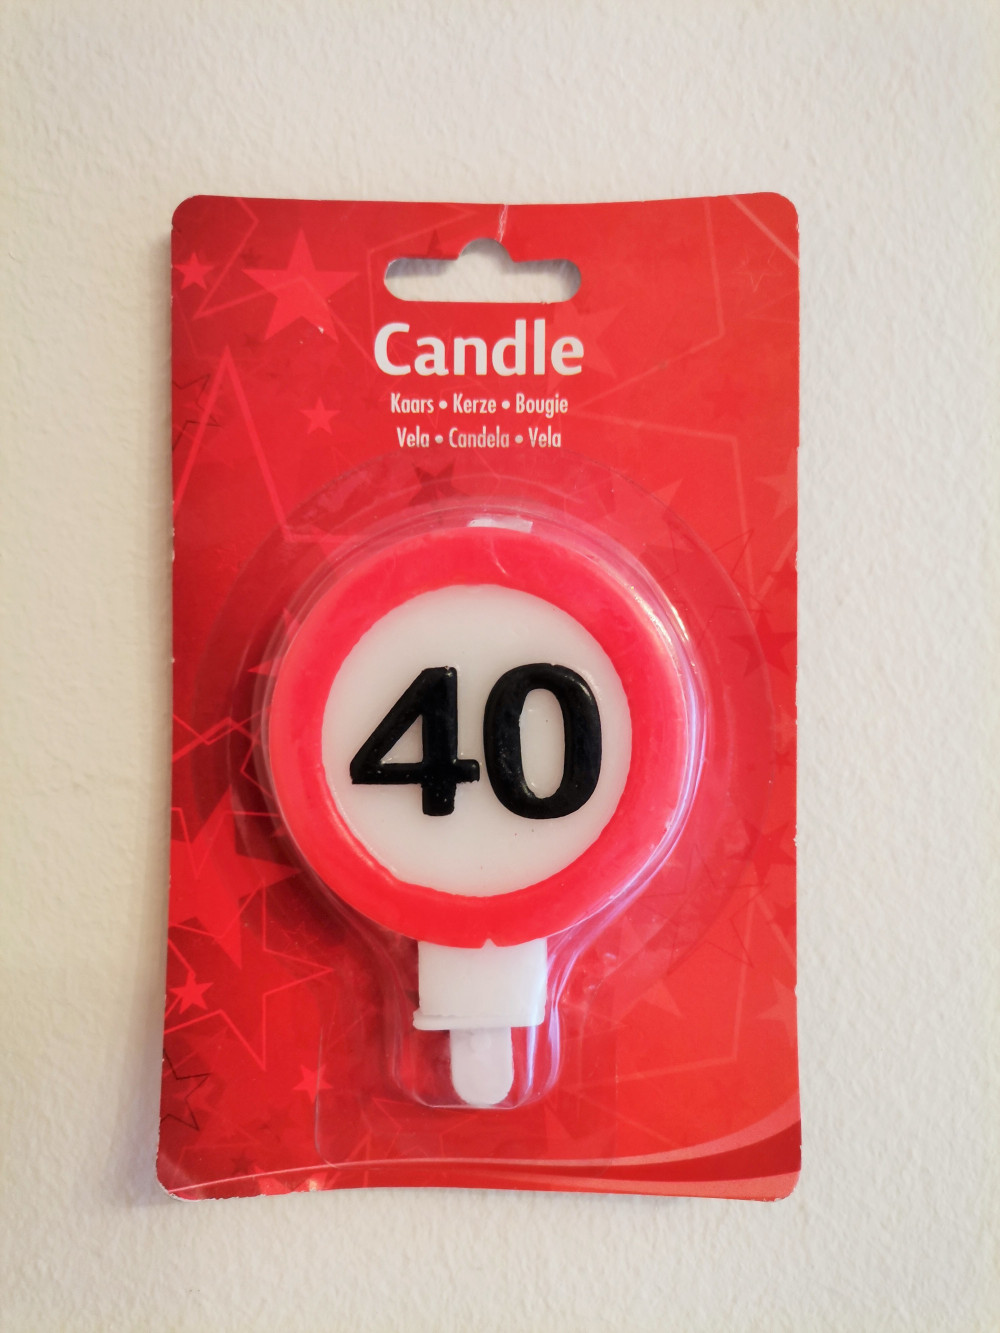 Candle
Kaars • Kerze • Bougie
Vela • Candela • Vela
40